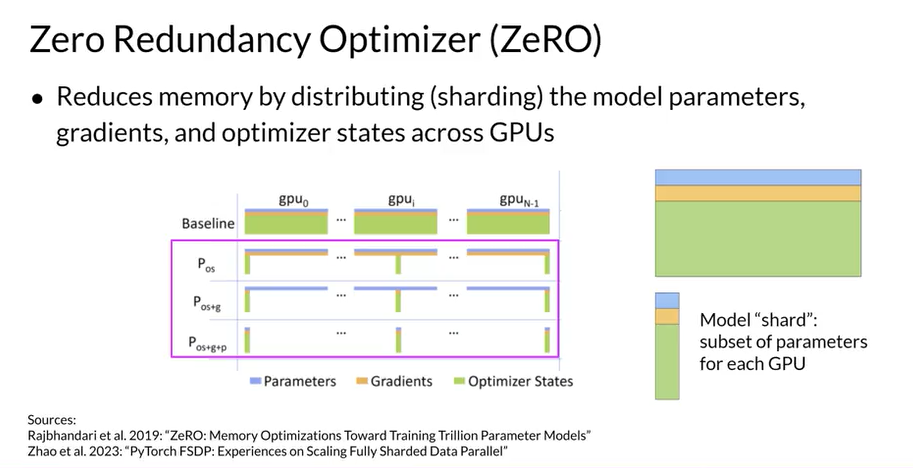 Zero Redundancy Optimizer (ZeRO)
● Reduces memory by distributing (sharding) the model parameters,
gradients, and optimizer states across GPUs
gpu0 gpui gpuN-1
Baseline ... ...
Pos ... ...
Pos+g ... ...
Pos+g+p ... ...
Parameters Gradients Optimizer States
Model “shard”:
subset of parameters
for each GPU
Sources:
Rajbhandari et al. 2019: “ZeRO: Memory Optimizations Toward Training Trillion Parameter Models”
Zhao et al. 2023: “PyTorch FSDP: Experiences on Scaling Fully Sharded Data Parallel”